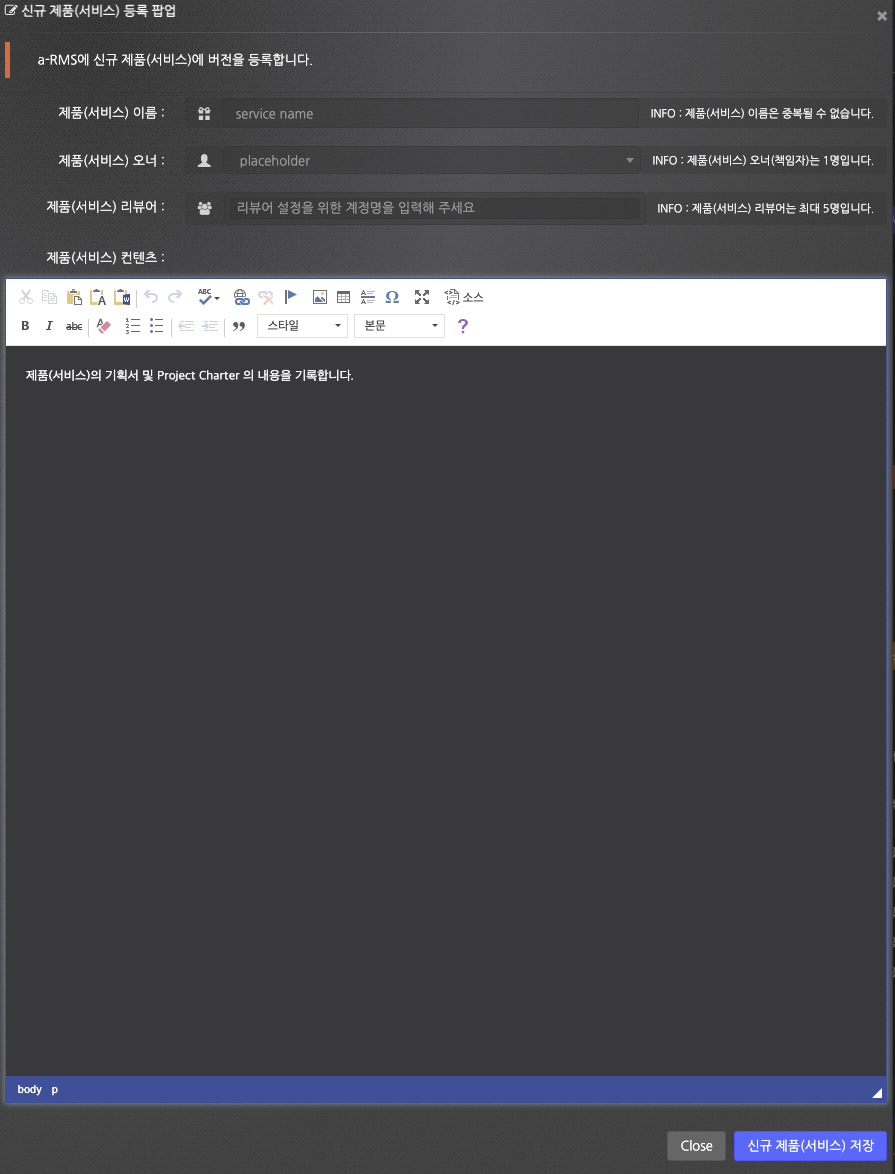 신규 제품(서비스) 등록 팝업
a-RMS에 신규 제품(서비스)에 버전을 등록합니다.
제품(서비스) 이름 : service name INFO : 제품(서비스) 이름은 중복될 수 없습니다.
제품(서비스) 오너 : placeholder INFO : 제품(서비스) 오너(책임자)는 1명입니다.
제품(서비스) 리뷰어 : 리뷰어 설정을 위한 계정명을 입력해 주세요 INFO : 제품(서비스) 리뷰어는 최대 5명입니다.
제품(서비스) 컨텐츠 :
ABC 소스
B I abc 스타일 본문 ?
제품(서비스)의 기획서 및 Project Charter 의 내용을 기록합니다.
body p
Close 신규 제품(서비스) 저장